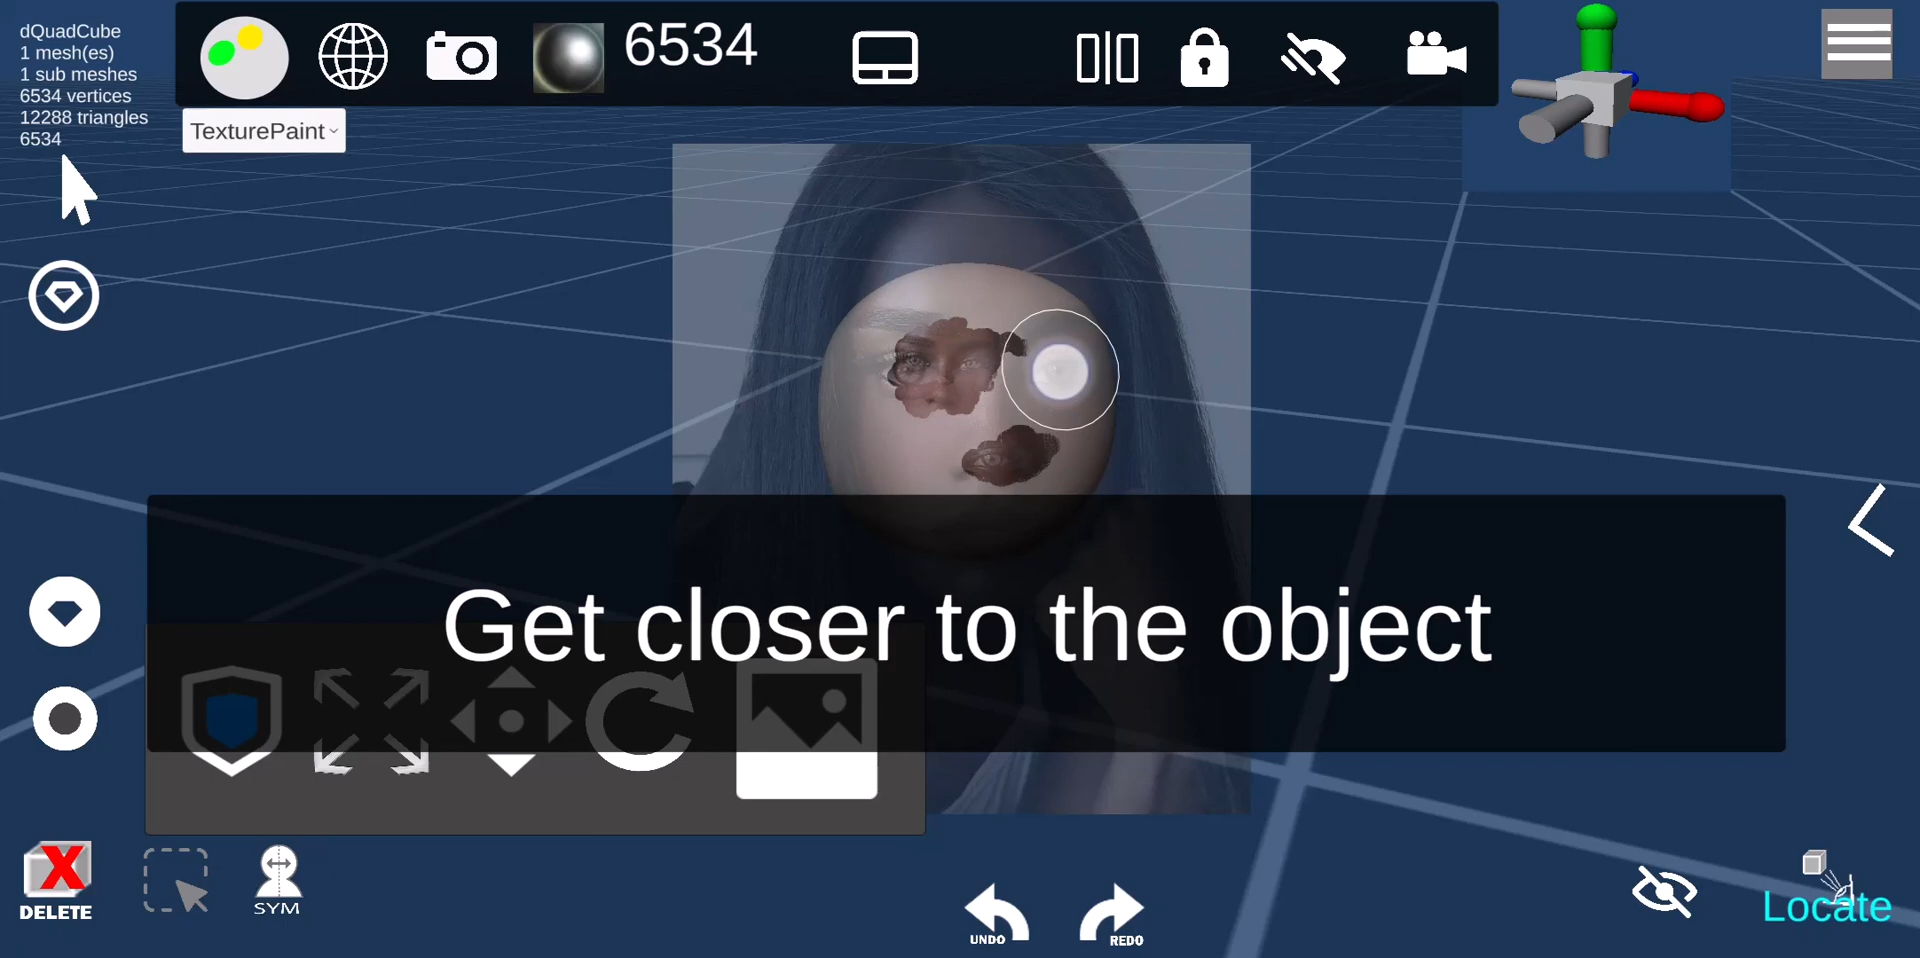 dQuadCube
1 mesh(es)
1 sub meshes
6534 vertices
12288 triangles
6534
6534
TexturePaint
Get closer to the object
DELETE
SYM
UNDO
REDO
Locate